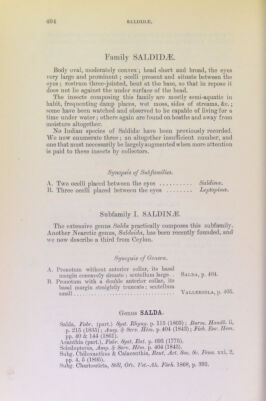 404 SALDIDÆ.
Family SALDIDÆ.
Body oval, moderately convex; head short and broad, the eyes
very large and prominent; ocelli present and situate between the
eyes; rostrum three-jointed, bent at the base, so that in repose it
does not lie against the under surface of the head.
The insects composing this family are mostly semi-aquatic in
habit, frequenting damp places, wet moss, sides of streams, &c.;
some have been watched and observed to be capable of living for a
time under water; others again are found on heaths and away from
moisture altogether.
No Indian species of Saldidæ have been previously recorded.
We now enumerate three; an altogether insufficient number, and
one that must necessarily be largely augmented when more attention
is paid to these insects by collectors.
Synopsis of Subfamilies.
A. Two ocelli placed between the eyes .......... Saldinæ.
B. Three ocelli placed between the eyes ........ Leptopinæ.
Subfamily I. SALDINÆ.
The extensive genus Salda practically composes this subfamily.
Another Nearctic genus, Saldoida, has been recently founded, and
we now describe a third from Ceylon.
Synopsis of Genera.
A. Pronotum without anterior collar, its basal
margin concavely sinuate; scutellum large . . SALDA, p. 404.
B. Pronotum with a double anterior collar, its
basal margin straightly truncate; scutellum
small VALLERIOLA, p. 405.
Genus SALDA.
Salda, Fabr. (part.) Syst. Rhyng. p. 113 (1803); Burm. Handb. ii,
p. 215 (1835); Amy. & Serv. Hém. p. 404 (1843); Fieb. Eur. Hem.
pp. 40 & 144 (1861).
Acanthia (part.), Fabr. Syst. Ent. p. 693 (1775).
Sciodopterus, Amy. & Serv. Hém. p. 404 (1843).
Subg. Chiloxanthus & Calacanthia, Reut. Act. Soc. Sc. Fenn. xxi, 2,
pp. 4, 5 (1895).
Subg. Chartoscirta, Stål, Öfv. Vet.-Ak. Förh. 1868, p. 393.